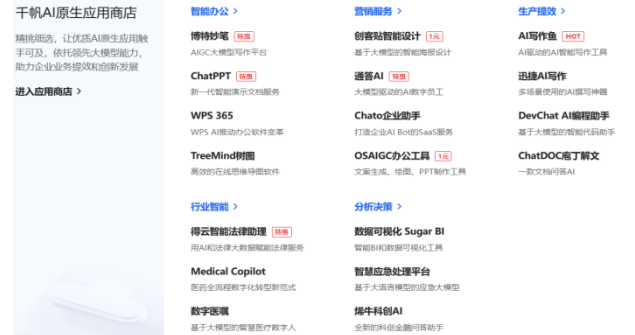 千帆AI原生应用商店
精挑细选，让优质AI原生应用触
手可及，依托领先大模型能力，
助力企业业务提效和创新发展
进入应用商店 >
智能办公 >
博特妙笔 特惠
AIGC大模型写作平台
ChatPPT 特惠
新一代智能演示文档服务
WPS 365
WPS AI推动办公软件变革
TreeMind树图
高效的在线思维导图软件
营销服务 >
创客贴智能设计 1元
基于大模型的智能海报设计
通答AI 特惠
大模型驱动的AI数字员工
Chato企业助手
打造企业AI Bot的SaaS服务
OSAIGC办公工具 1元
文案生成、绘图、PPT制作工具
生产提效 >
AI写作鱼 HOT
AI驱动的AI智能写作工具
迅捷AI写作
多场景使用的AI撰写神器
DevChat AI编程助手
基于大模型的智能代码助手
ChatDOC庖丁解文
一款文档问答AI
行业智能 >
得云智能法律助理 特惠
用AI和法律大数据赋能法律服务
Medical Copilot
医药全流程数字化转型新范式
数字医嘱
基于大模型的智慧医疗数字人
分析决策 >
数据可视化 Sugar BI
智能BI和数据可视化工具
智慧应急处理平台
基于大语言模型的应急大模型
烯牛科创AI
全新的科创金融问答助手